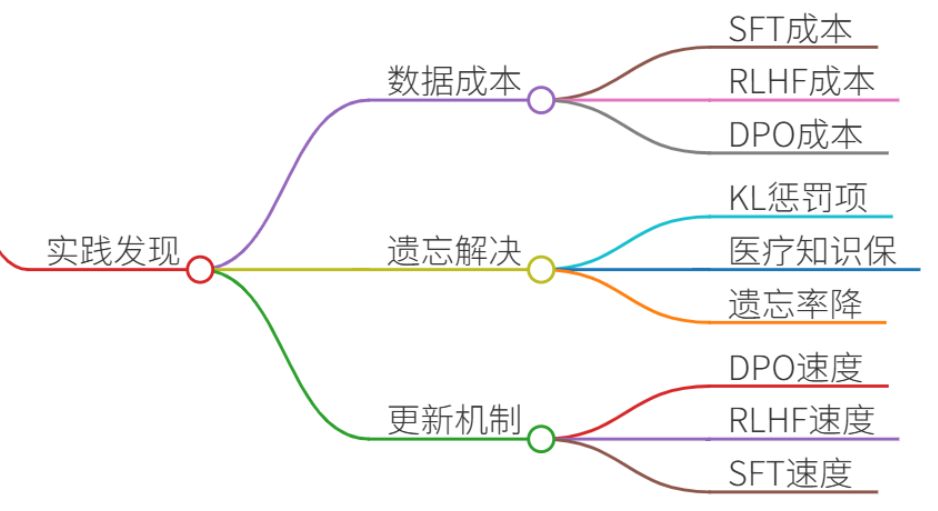 实践发现
数据成本
SFT成本
RLHF成本
DPO成本
遗忘解决
KL惩罚项
医疗知识保
遗忘率降
更新机制
DPO速度
RLHF速度
SFT速度